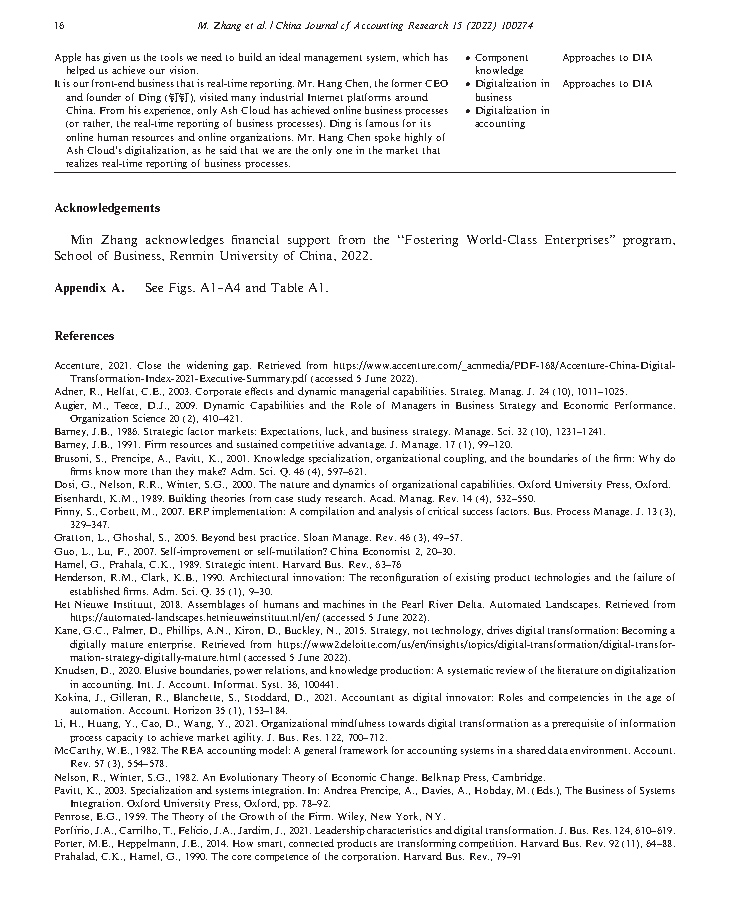 16
M. Zhang et al. / China Journal of Accounting Research 15 (2022) 100274
Apple has given us the tools we need to build an ideal management system, which has
helped us achieve our vision.
• Component
knowledge
Approaches to DIA
It is our front-end business that is real-time reporting. Mr. Hang Chen, the former CEO
and founder of Ding (钉钉), visited many industrial Internet platforms around
China. From his experience, only Ash Cloud has achieved online business processes
(or rather, the real-time reporting of business processes). Ding is famous for its
online human resources and online organizations. Mr. Hang Chen spoke highly of
Ash Cloud's digitalization, as he said that we are the only one in the market that
realizes real-time reporting of business processes.
• Digitalization in
business
• Digitalization in
accounting
Approaches to DIA
Acknowledgements
Min Zhang acknowledges financial support from the “Fostering World-Class Enterprises” program,
School of Business, Renmin University of China, 2022.
Appendix A. See Figs. A1–A4 and Table A1.
References
Accenture, 2021. Close the widening gap. Retrieved from https://www.accenture.com/_acnmedia/PDF-168/Accenture-China-Digital-
Transformation-Index-2021-Executive-Summary.pdf (accessed 5 June 2022).
Adner, R., Helfat, C.E., 2003. Corporate effects and dynamic managerial capabilities. Strateg. Manag. J. 24 (10), 1011–1025.
Augier, M., Teece, D.J., 2009. Dynamic Capabilities and the Role of Managers in Business Strategy and Economic Performance.
Organization Science 20 (2), 410–421.
Barney, J.B., 1986. Strategic factor markets: Expectations, luck, and business strategy. Manage. Sci. 32 (10), 1231–1241.
Barney, J.B., 1991. Firm resources and sustained competitive advantage. J. Manage. 17 (1), 99–120.
Brusoni, S., Prencipe, A., Pavitt, K., 2001. Knowledge specialization, organizational coupling, and the boundaries of the firm: Why do
firms know more than they make? Adm. Sci. Q. 46 (4), 597–621.
Dosi, G., Nelson, R.R., Winter, S.G., 2000. The nature and dynamics of organizational capabilities. Oxford University Press, Oxford.
Eisenhardt, K.M., 1989. Building theories from case study research. Acad. Manag. Rev. 14 (4), 532–550.
Finny, S., Corbett, M., 2007. ERP implementation: A compilation and analysis of critical success factors. Bus. Process Manage. J. 13 (3),
329–347.
Gratton, L., Ghoshal, S., 2005. Beyond best practice. Sloan Manage. Rev. 46 (3), 49–57.
Guo, L., Lu, F., 2007. Self-improvement or self-mutilation? China Economist 2, 20–30.
Hamel, G., Prahala, C.K., 1989. Strategic intent. Harvard Bus. Rev., 63–76
Henderson, R.M., Clark, K.B., 1990. Architectural innovation: The reconfiguration of existing product technologies and the failure of
established firms. Adm. Sci. Q. 35 (1), 9–30.
Het Nieuwe Instituut, 2018. Assemblages of humans and machines in the Pearl River Delta. Automated Landscapes. Retrieved from
https://automated-landscapes.hetnieuweinstituut.nl/en/ (accessed 5 June 2022).
Kane, G.C., Palmer, D., Phillips, A.N., Kiron, D., Buckley, N., 2015. Strategy, not technology, drives digital transformation: Becoming a
digitally mature enterprise. Retrieved from https://www2.deloitte.com/us/en/insights/topics/digital-transformation/digital-transfor-
mation-strategy-digitally-mature.html (accessed 5 June 2022).
Knudsen, D., 2020. Elusive boundaries, power relations, and knowledge production: A systematic review of the literature on digitalization
in accounting. Int. J. Account. Informat. Syst. 36, 100441.
Kokina, J., Gilleran, R., Blanchette, S., Stoddard, D., 2021. Accountant as digital innovator: Roles and competencies in the age of
automation. Account. Horizon 35 (1), 153–184.
Li, H., Huang, Y., Cao, D., Wang, Y., 2021. Organizational mindfulness towards digital transformation as a prerequisite of information
process capacity to achieve market agility. J. Bus. Res. 122, 700–712.
McCarthy, W.E., 1982. The REA accounting model: A general framework for accounting systems in a shared data environment. Account.
Rev. 57 (3), 554–578.
Nelson, R., Winter, S.G., 1982. An Evolutionary Theory of Economic Change. Belknap Press, Cambridge.
Pavitt, K., 2003. Specialization and systems integration. In: Andrea Prencipe, A., Davies, A., Hobday, M. (Eds.), The Business of Systems
Integration. Oxford University Press, Oxford, pp. 78–92.
Penrose, E.G., 1959. The Theory of the Growth of the Firm. Wiley, New York, NY.
Porfírio, J.A., Carrilho, T., Felício, J.A., Jardim, J., 2021. Leadership characteristics and digital transformation. J. Bus. Res. 124, 610–619.
Porter, M.E., Heppelmann, J.E., 2014. How smart, connected products are transforming competition. Harvard Bus. Rev. 92 (11), 64–88.
Prahalad, C.K., Hamel, G., 1990. The core competence of the corporation. Harvard Bus. Rev., 79–91